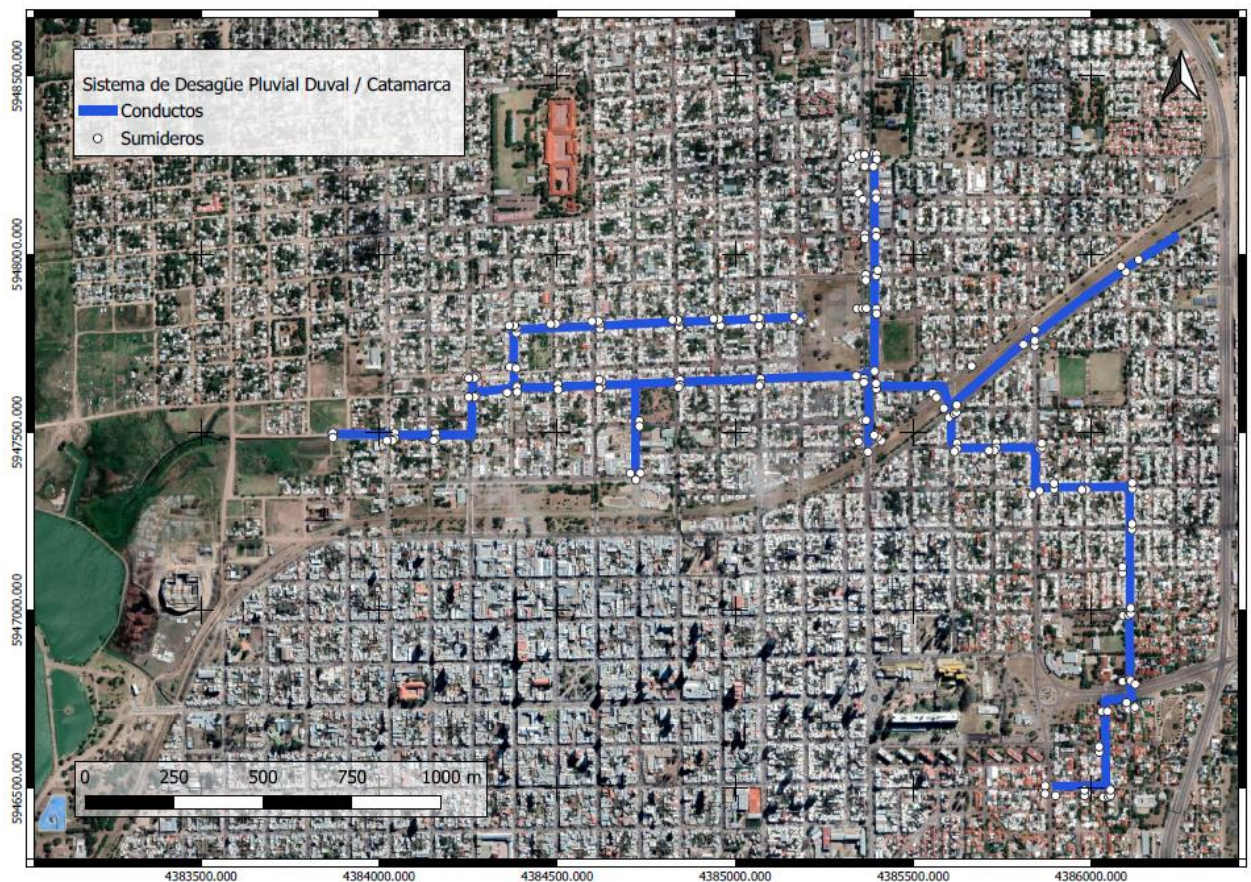 Sistema de Desagüe Pluvial Duval / Catamarca
Conductos
Sumideros
5948500.000
5948000.000
5947500.000
5947000.000
5946500.000
0 250 500 750 1000 m
4383500.000 4384000.000 4384500.000 4385000.000 4385500.000 4386000.000